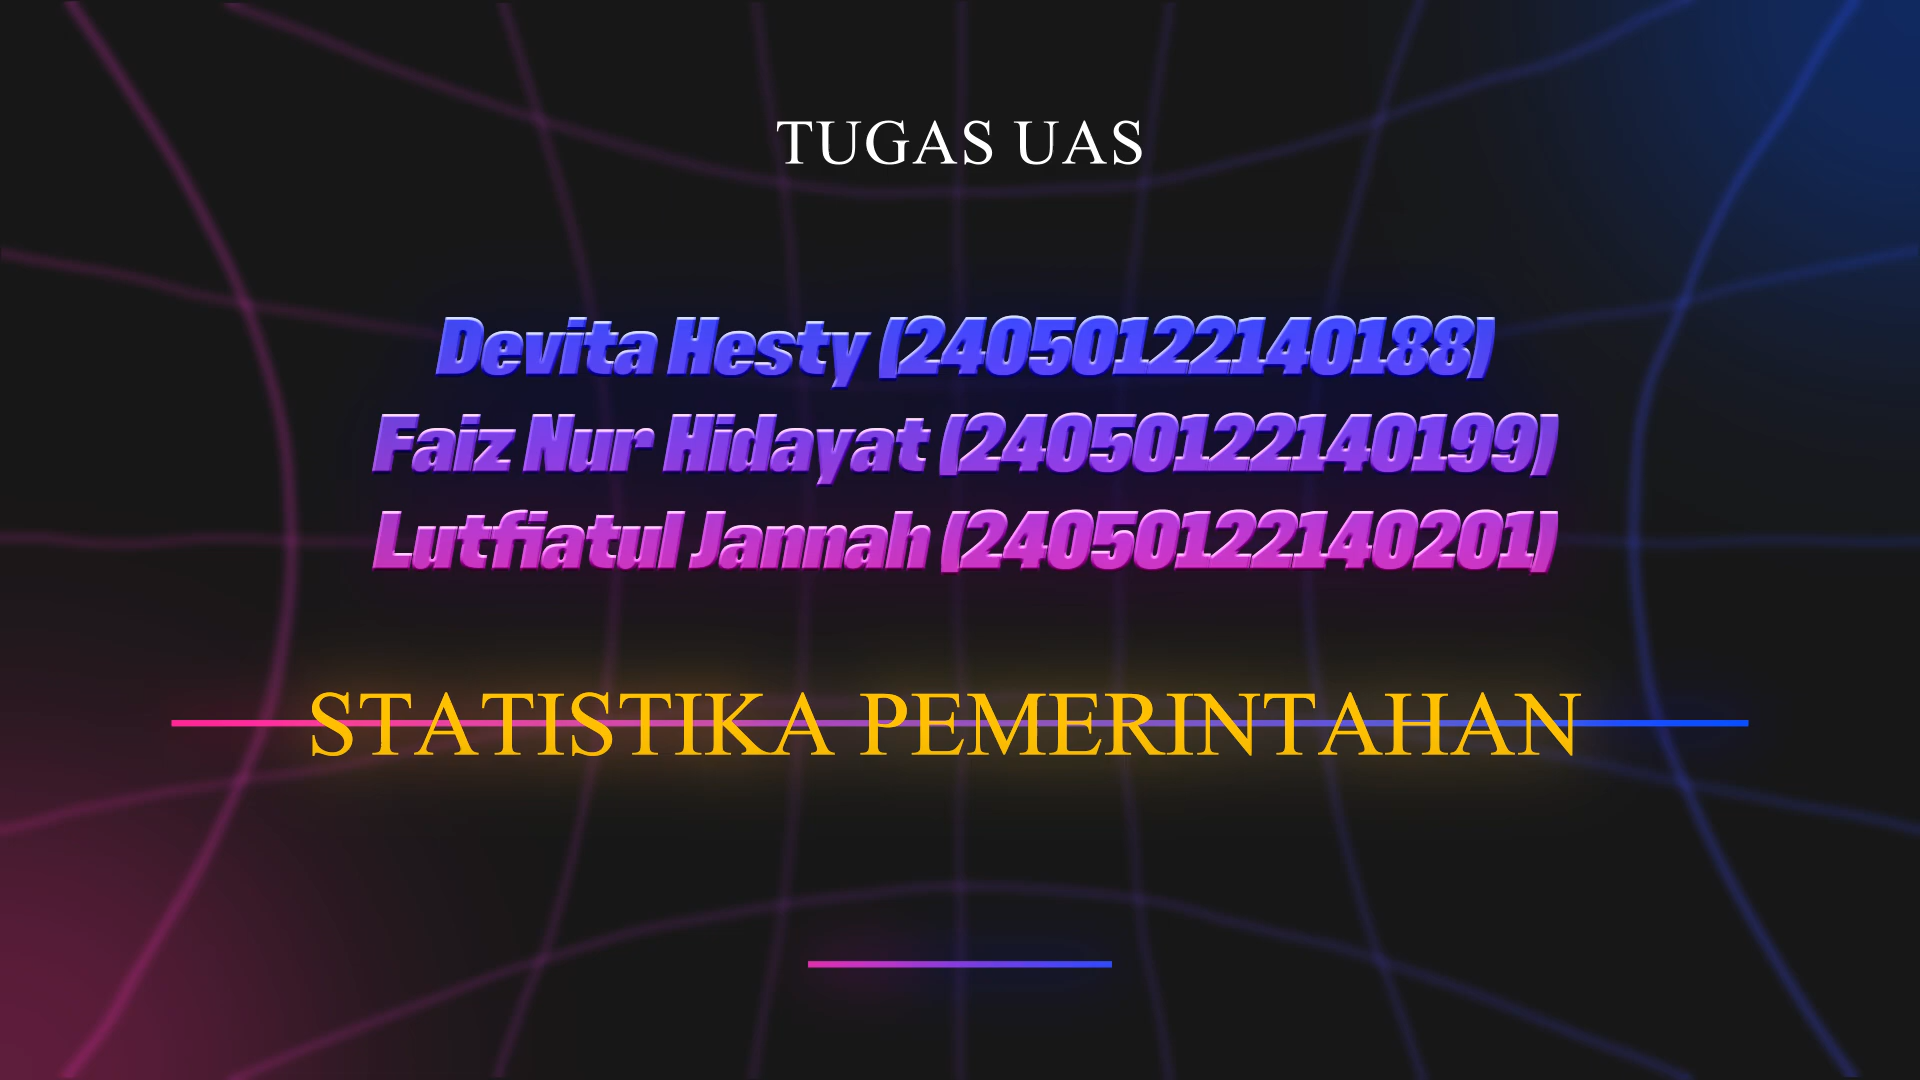 TUGAS UAS
Devita Hesty (24050122140188)
Faiz Nur Hidayat (24050122140199)
Lutfiatul Jannah (24050122140201)
STATISTIKA PEMERINTAHAN